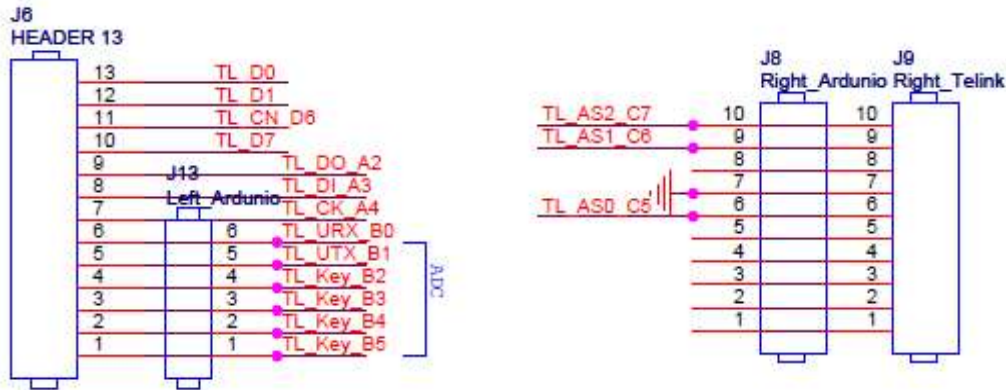 J6
HEADER 13
13 TL_D0
12 TL_D1
11 TL_CN_D6
10 TL_D7
9 TL_DO_A2
J13
8 TL_DI_A3
Left_Ardunio
7 TL_CK_A4
6 6 TL_URX_B0
5 5 TL_UTX_B1
4 4 TL_Key_B2
3 3 TL_Key_B3
2 2 TL_Key_B4
1 1 TL_Key_B5
ADC
J8 J9
Right_Ardunio Right_Telink
TL_AS2_C7 10 10
TL_AS1_C6 9 9
8 8
7 7
TL_AS0_C5 6 6
5 5
4 4
3 3
2 2
1 1